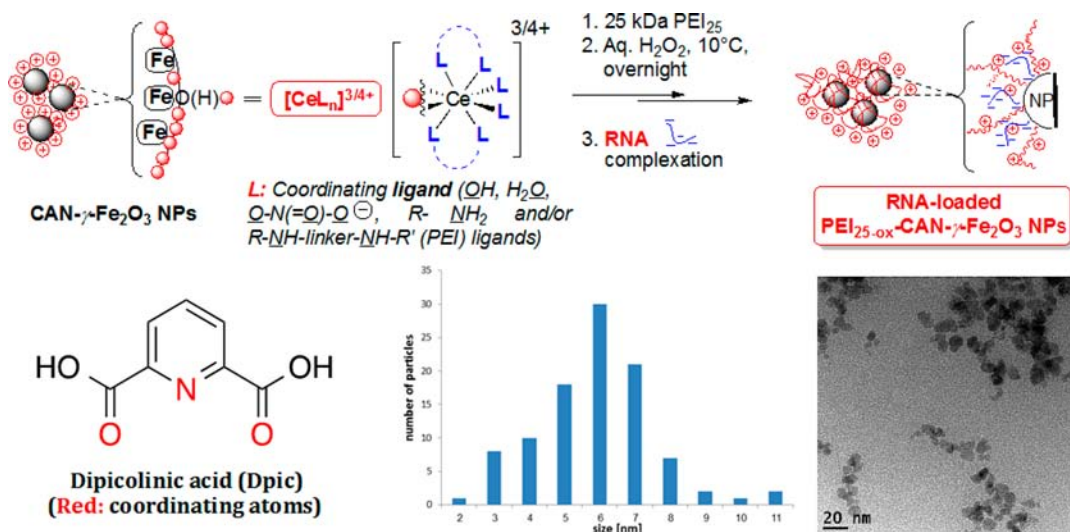 Fe
FeO(H)
Fe
=
[CeLn]3/4+
3/4+
L
L
L
L
Ce
L
L
1. 25 kDa PEI25
2. Aq. H2O2, 10°C,
overnight
3. RNA
complexation
NP
CAN-γ-Fe2O3 NPs
L: Coordinating ligand (OH, H2O,
O-N(=O)-O⊖, R- NH2 and/or
R-NH-linker-NH-R' (PEI) ligands)
RNA-loaded
PEI25-ox-CAN-γ-Fe2O3 NPs
HO
OH
N
O
O
Dipicolinic acid (Dpic)
(Red: coordinating atoms)
number of particles
35
30
25
20
15
10
5
0
2 3 4 5 6 7 8 9 10 11
size [nm]
20 nm